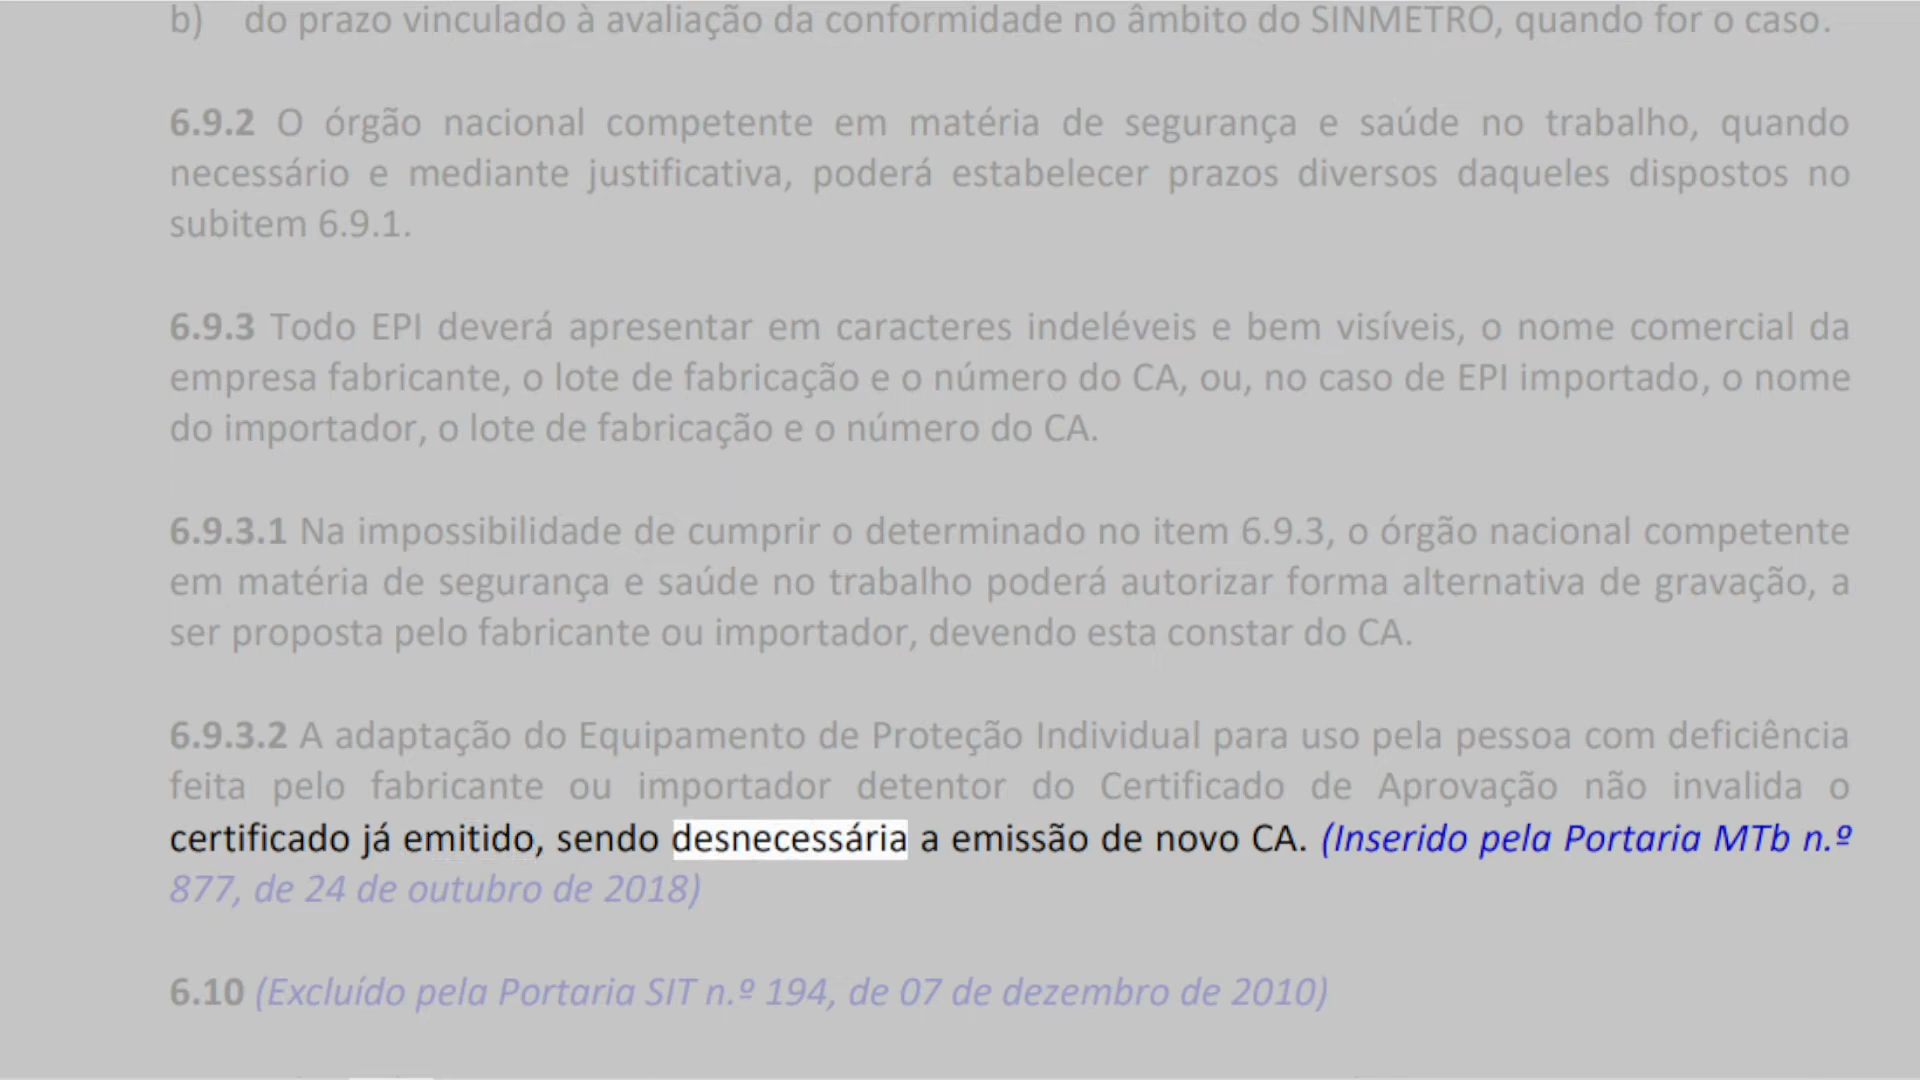 b) do prazo vinculado à avaliação da conformidade no âmbito do SINMETRO, quando for o caso.
6.9.2 O órgão nacional competente em matéria de segurança e saúde no trabalho, quando
necessário e mediante justificativa, poderá estabelecer prazos diversos daqueles dispostos no
subitem 6.9.1.
6.9.3 Todo EPI deverá apresentar em caracteres indeléveis e bem visíveis, o nome comercial da
empresa fabricante, o lote de fabricação e o número do CA, ou, no caso de EPI importado, o nome
do importador, o lote de fabricação e o número do CA.
6.9.3.1 Na impossibilidade de cumprir o determinado no item 6.9.3, o órgão nacional competente
em matéria de segurança e saúde no trabalho poderá autorizar forma alternativa de gravação, a
ser proposta pelo fabricante ou importador, devendo esta constar do CA.
6.9.3.2 A adaptação do Equipamento de Proteção Individual para uso pela pessoa com deficiência
feita pelo fabricante ou importador detentor do Certificado de Aprovação não invalida o
certificado já emitido, sendo desnecessária a emissão de novo CA. (Inserido pela Portaria MTb n.º
877, de 24 de outubro de 2018)
6.10 (Excluído pela Portaria SIT n.º 194, de 07 de dezembro de 2010)